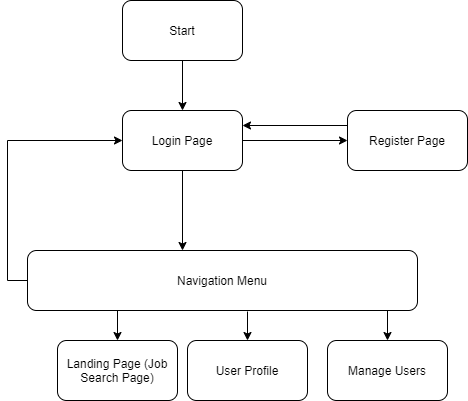 Start
Login Page
Register Page
Navigation Menu
Landing Page (Job
Search Page)
User Profile
Manage Users